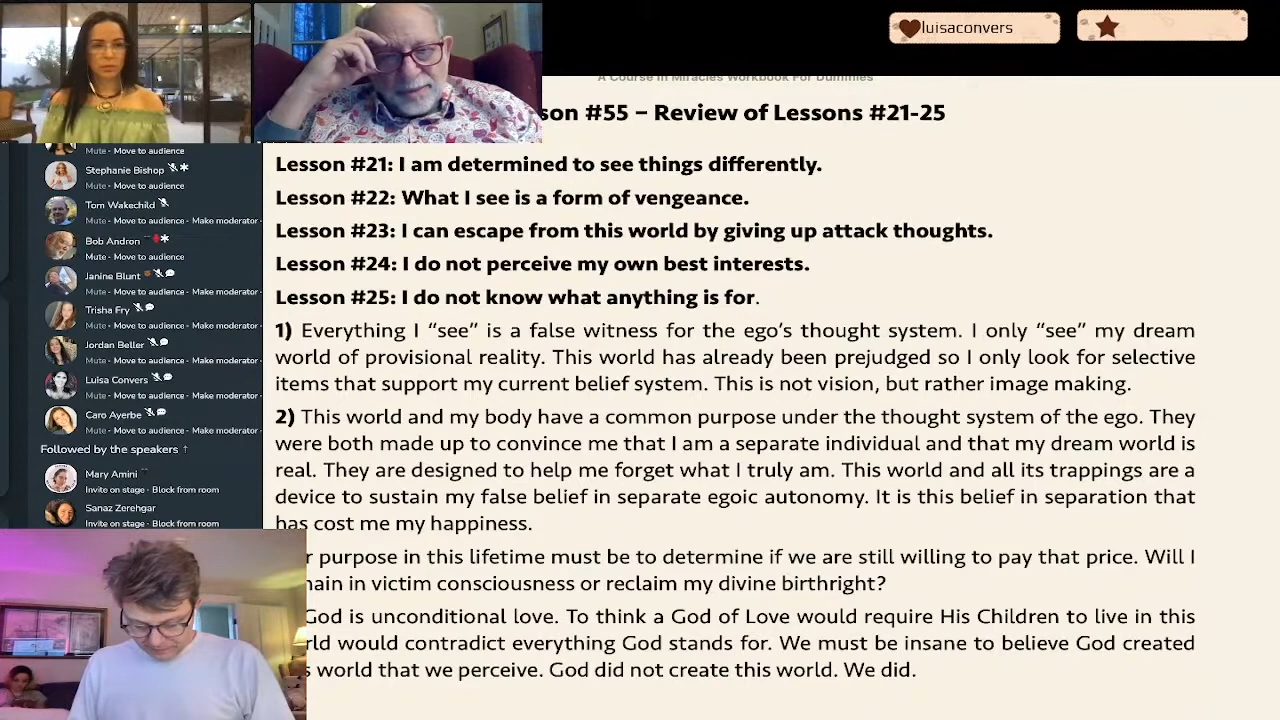 luisaconvers
A Course in Miracles Workbook For Dummies
son #55 – Review of Lessons #21-25
Lesson #21: I am determined to see things differently.
Lesson #22: What I see is a form of vengeance.
Lesson #23: I can escape from this world by giving up attack thoughts.
Lesson #24: I do not perceive my own best interests.
Lesson #25: I do not know what anything is for.
1) Everything I “see” is a false witness for the ego’s thought system. I only “see” my dream
world of provisional reality. This world has already been prejudged so I only look for selective
items that support my current belief system. This is not vision, but rather image making.
2) This world and my body have a common purpose under the thought system of the ego. They
were both made up to convince me that I am a separate individual and that my dream world is
real. They are designed to help me forget what I truly am. This world and all its trappings are a
device to sustain my false belief in separate egoic autonomy. It is this belief in separation that
has cost me my happiness.
r purpose in this lifetime must be to determine if we are still willing to pay that price. Will I
ain in victim consciousness or reclaim my divine birthright?
God is unconditional love. To think a God of Love would require His Children to live in this
rld would contradict everything God stands for. We must be insane to believe God created
s world that we perceive. God did not create this world. We did.
Mute • Move to audience
Stephanie Bishop
Move to audience
Tom Wakechild
Mute • Move to audience • Make moderator •
Bob Andron
Mute • Move to audience
Janine Blunt
Mute • Move to audience • Make moderator •
Trisha Fry
Mute • Move to audience • Make moderator •
Jordan Beller
Mute • Move to audience • Make moderator •
Luisa Convers
Mute • Move to audience • Make moderator •
Caro Ayerbe
Mute • Move to audience • Make moderator •
Followed by the speakers ↑
Mary Amini
Invite on stage • Block from room
Sanaz Zerehgar
Invite on stage • Block from room